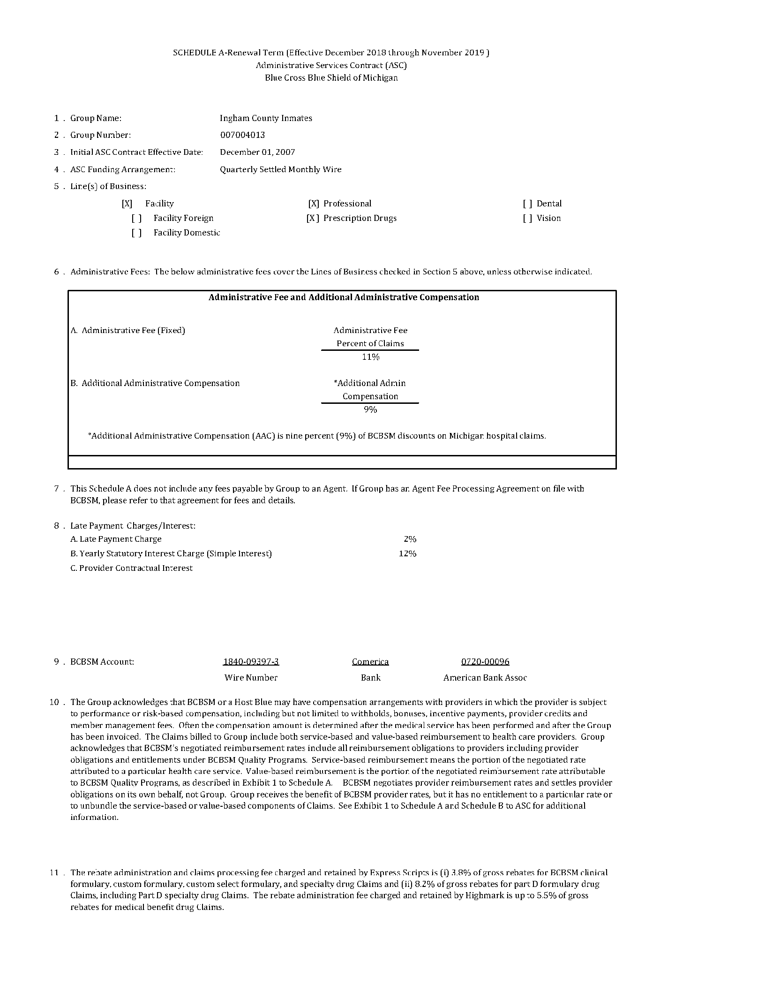 SCHEDULE A-Renewal Term (Effective December 2018 through November 2019 )
Administrative Services Contract (ASC)
Blue Cross Blue Shield of Michigan
1 . Group Name: Ingham County Inmates
2 . Group Number: 007004013
3 . Initial ASC Contract Effective Date: December 01, 2007
4 . ASC Funding Arrangement: Quarterly Settled Monthly Wire
5 . Line(s) of Business:
[X] Facility [X] Professional [ ] Dental
[ ] Facility Foreign [X] Prescription Drugs [ ] Vision
[ ] Facility Domestic
6 . Administrative Fees: The below administrative fees cover the Lines of Business checked in Section 5 above, unless otherwise indicated.
Administrative Fee and Additional Administrative Compensation
A. Administrative Fee (Fixed) Administrative Fee
Percent of Claims
11%
B. Additional Administrative Compensation *Additional Admin
Compensation
9%
*Additional Administrative Compensation (AAC) is nine percent (9%) of BCBSM discounts on Michigan hospital claims.
7 . This Schedule A does not include any fees payable by Group to an Agent. If Group has an Agent Fee Processing Agreement on file with
BCBSM, please refer to that agreement for fees and details.
8 . Late Payment Charges/Interest:
A. Late Payment Charge 2%
B. Yearly Statutory Interest Charge (Simple Interest) 12%
C. Provider Contractual Interest
9 . BCBSM Account: 1840-09397-3 Comerica 0720-00096
Wire Number Bank American Bank Assoc
10 . The Group acknowledges that BCBSM or a Host Blue may have compensation arrangements with providers in which the provider is subject
to performance or risk-based compensation, including but not limited to withholds, bonuses, incentive payments, provider credits and
member management fees. Often the compensation amount is determined after the medical service has been performed and after the Group
has been invoiced. The Claims billed to Group include both service-based and value-based reimbursement to health care providers. Group
acknowledges that BCBSM's negotiated reimbursement rates include all reimbursement obligations to providers including provider
obligations and entitlements under BCBSM Quality Programs. Service-based reimbursement means the portion of the negotiated rate
attributed to a particular health care service. Value-based reimbursement is the portion of the negotiated reimbursement rate attributable
to BCBSM Quality Programs, as described in Exhibit 1 to Schedule A. BCBSM negotiates provider reimbursement rates and settles provider
obligations on its own behalf, not Group. Group receives the benefit of BCBSM provider rates, but it has no entitlement to a particular rate or
to unbundle the service-based or value-based components of Claims. See Exhibit 1 to Schedule A and Schedule B to ASC for additional
information.
11 . The rebate administration and claims processing fee charged and retained by Express Scripts is (i) 3.8% of gross rebates for BCBSM clinical
formulary, custom formulary, custom select formulary, and specialty drug Claims and (ii) 8.2% of gross rebates for part D formulary drug
Claims, including Part D specialty drug Claims. The rebate administration fee charged and retained by Highmark is up to 5.5% of gross
rebates for medical benefit drug Claims.